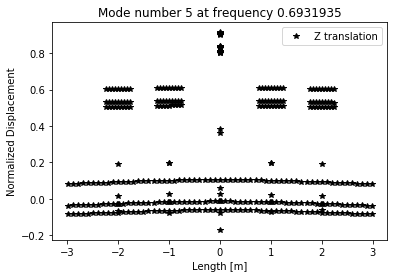 Mode number 5 at frequency 0.6931935
Z translation
Normalized Displacement
0.8
0.6
0.4
0.2
0.0
−0.2
−3 −2 −1 0 1 2 3
Length [m]